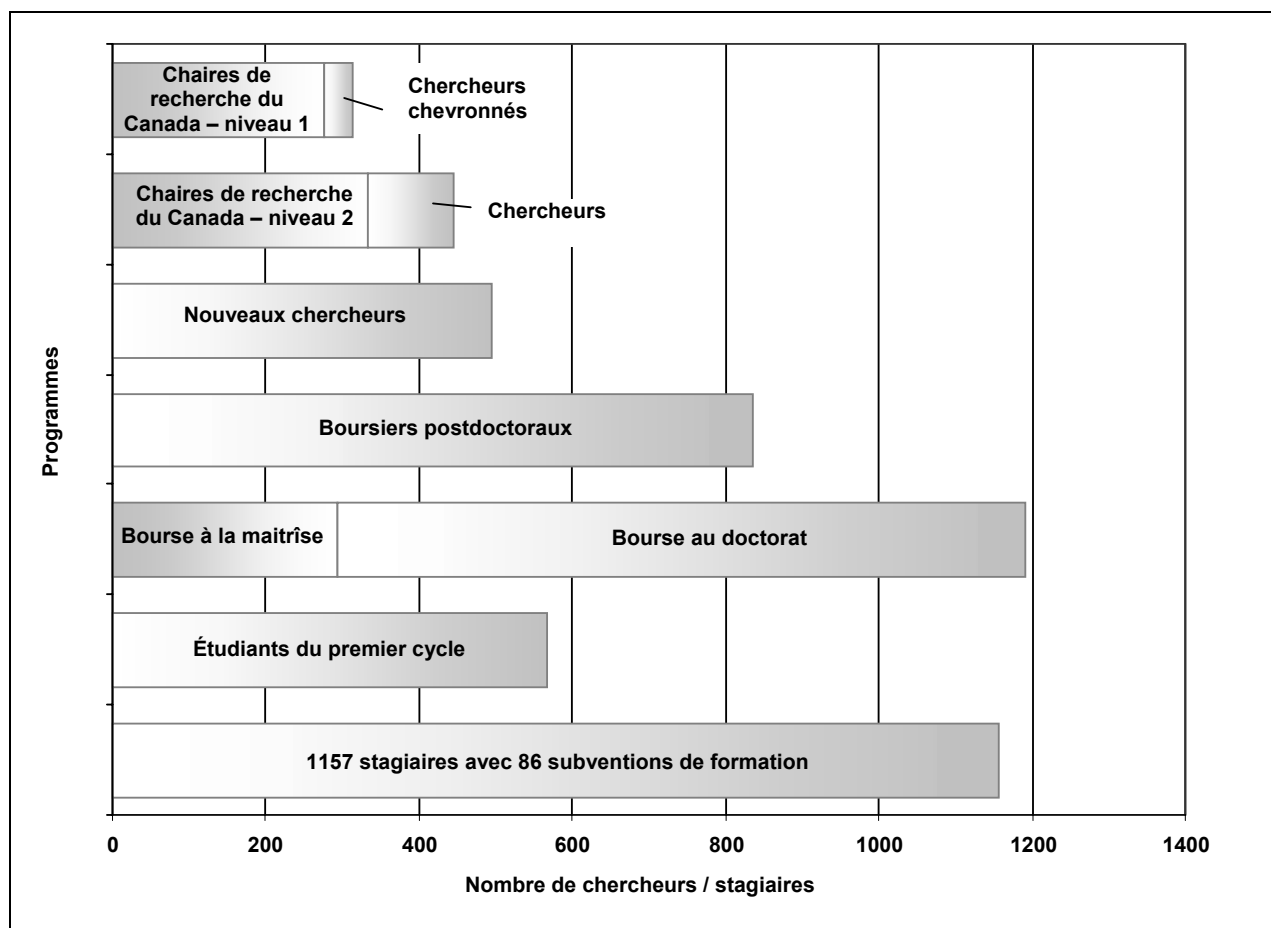 Chaires de
recherche du
Canada – niveau 1
Chercheurs
chevronnés
Chaires de recherche
du Canada – niveau 2
Chercheurs
Nouveaux chercheurs
Boursiers postdoctoraux
Bourse à la maitrîse
Bourse au doctorat
Étudiants du premier cycle
1157 stagiaires avec 86 subventions de formation
Programmes
0 200 400 600 800 1000 1200 1400
Nombre de chercheurs / stagiaires